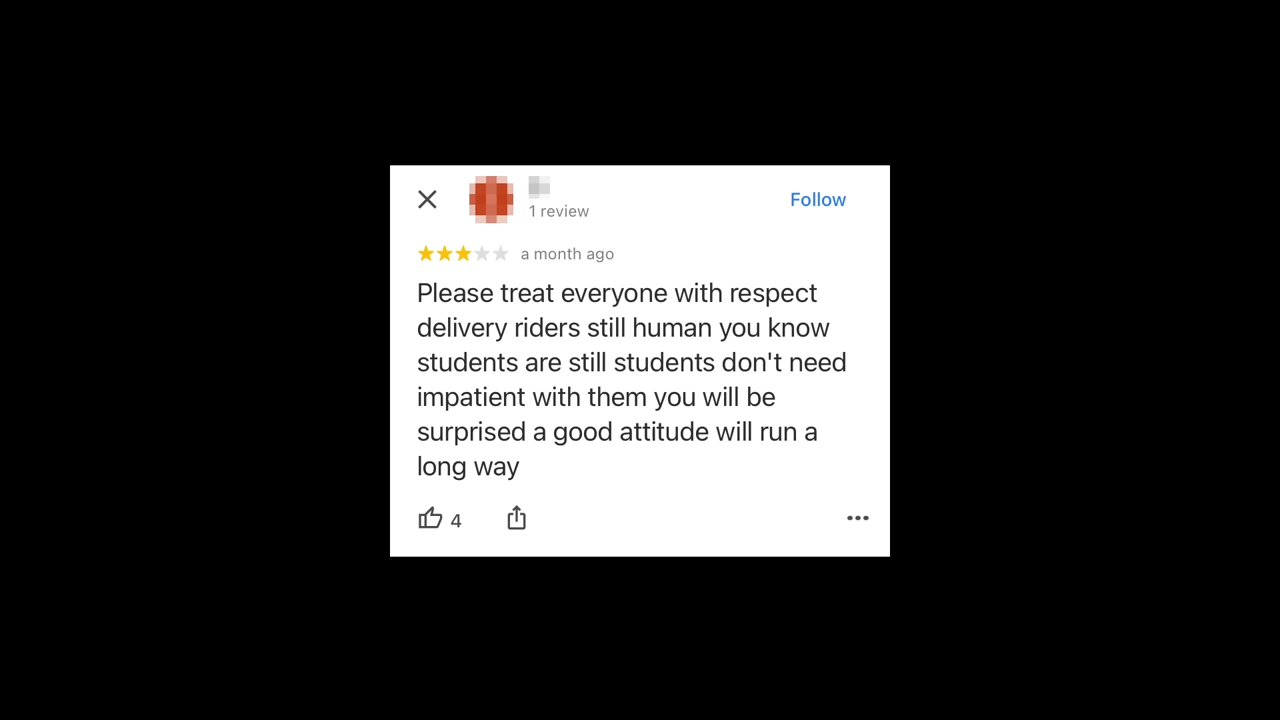 1 review
Follow
a month ago
Please treat everyone with respect
delivery riders still human you know
students are still students don't need
impatient with them you will be
surprised a good attitude will run a
long way
4